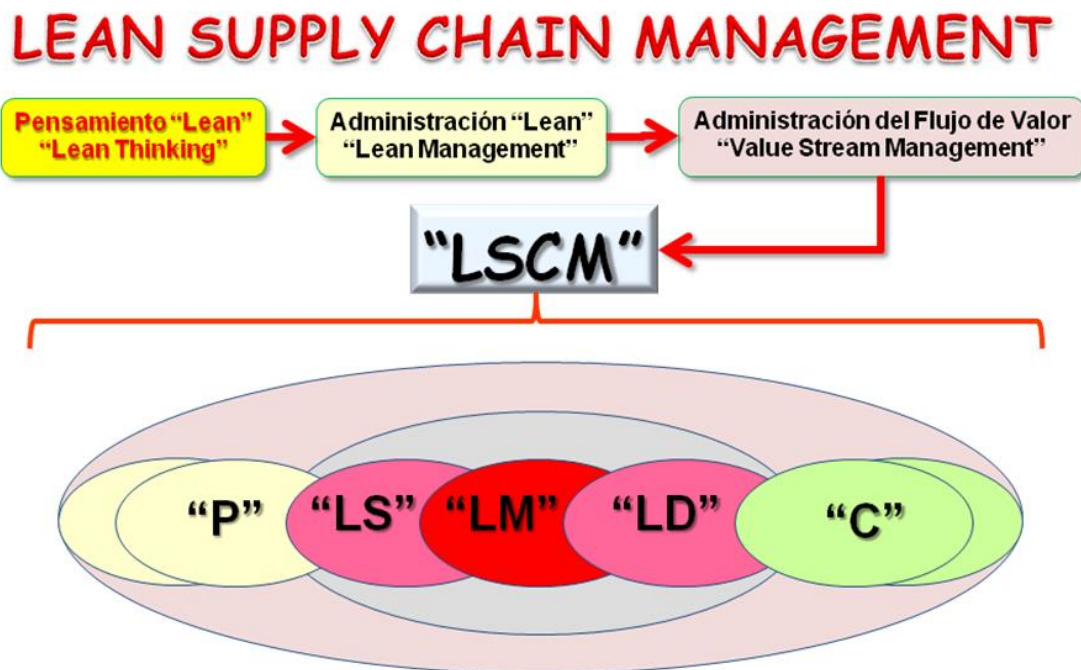 LEAN SUPPLY CHAIN MANAGEMENT
Pensamiento “Lean”
“Lean Thinking”
Administración “Lean”
“Lean Management”
Administración del Flujo de Valor
“Value Stream Management”
“LSCM”
“P”
“LS”
“LM”
“LD”
“C”